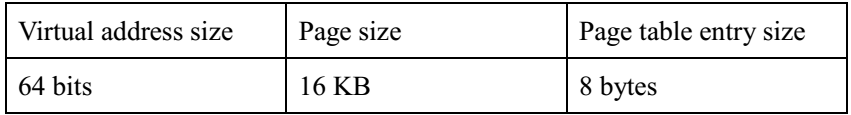 Virtual address size Page size Page table entry size
64 bits 16 KB 8 bytes